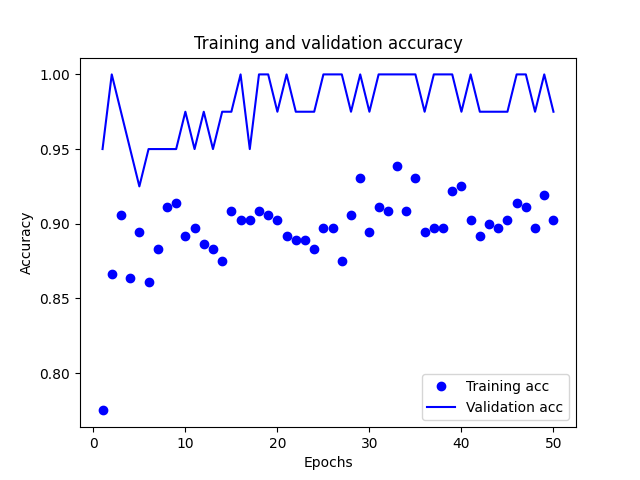 Training and validation accuracy
1.00
0.95
0.90
0.85
0.80
Accuracy
Training acc
Validation acc
0 10 20 30 40 50
Epochs